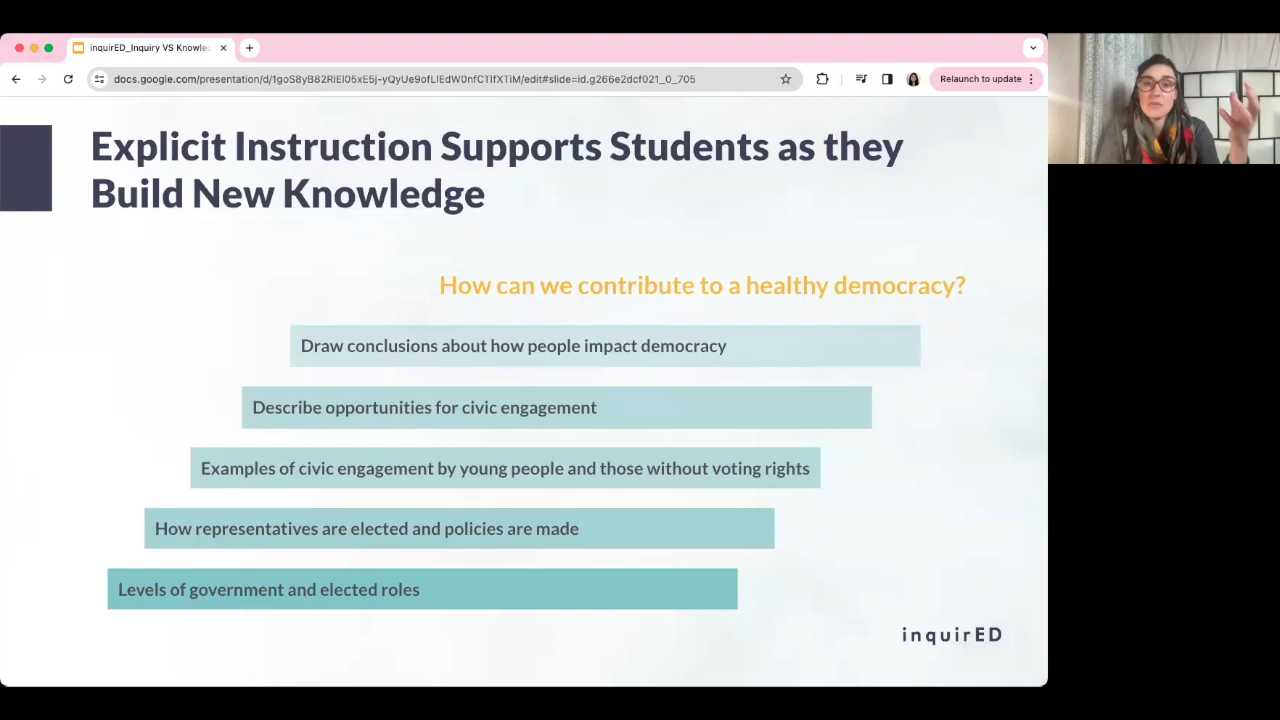 inquirED_Inquiry VS Knowle
docs.google.com/presentation/d/1goS8yB82RlEI05xE5j-yQyUe9ofLlEdW0nfCTIfXTiM/edit#slide=id.g266e2dcf021_0_705
Relaunch to update
Explicit Instruction Supports Students as they
Build New Knowledge
How can we contribute to a healthy democracy?
Draw conclusions about how people impact democracy
Describe opportunities for civic engagement
Examples of civic engagement by young people and those without voting rights
How representatives are elected and policies are made
Levels of government and elected roles
inquirED